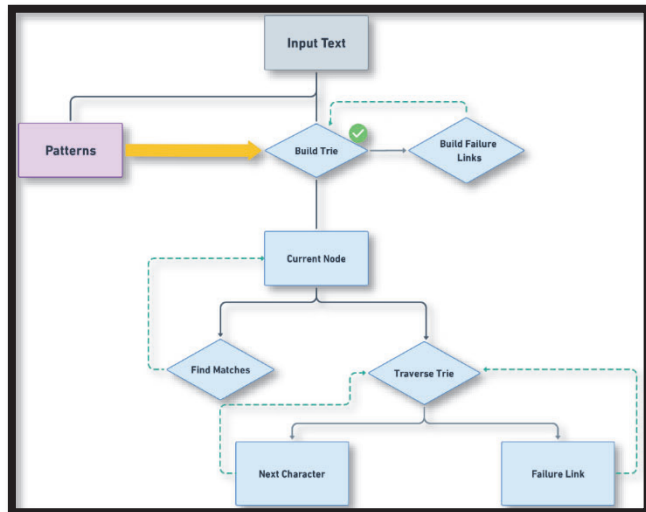 Input Text
Patterns
Build Trie
Build Failure
Links
Current Node
Find Matches
Traverse Trie
Next Character
Failure Link